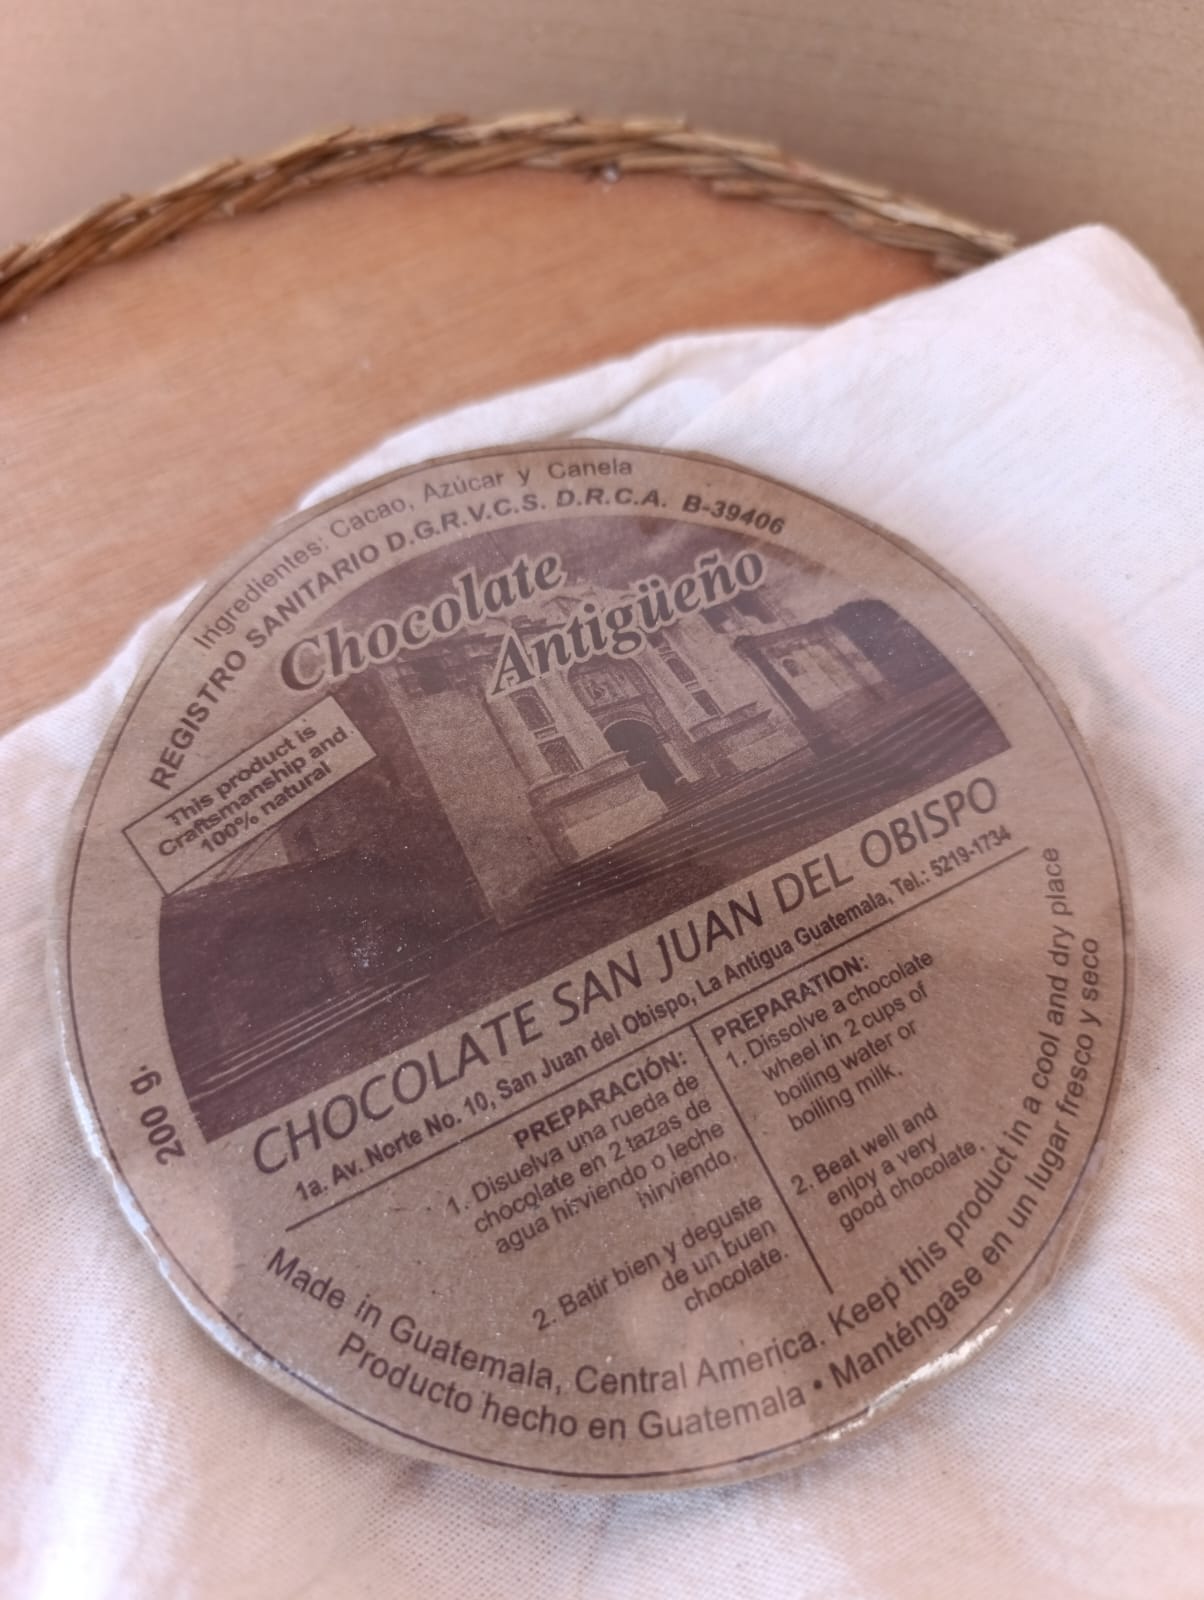 Ingredientes: Cacao, Azúcar y Canela
REGISTRO SANITARIO D.G.R.V.C.S. D.R.C.A. B-39406
Chocolate
Antigüeño
This product is
Craftsmanship and
100% natural
200 g.
CHOCOLATE SAN JUAN DEL OBISPO
1a. Av. Norte No. 10, San Juan del Obispo, La Antigua Guatemala, Tel.: 5219-1734
PREPARACIÓN:
1. Disuelva una rueda de
chocolate en 2 tazas de
agua hirviendo o leche
hirviendo.
2. Batir bien y deguste
de un buen
chocolate.
PREPARATION:
1. Dissolve a chocolate
wheel in 2 cups of
boiling water or
boiling milk.
2. Beat well and
enjoy a very
good chocolate.
Made in Guatemala, Central America. Keep this product in a cool and dry place
Producto hecho en Guatemala • Manténgase en un lugar fresco y seco